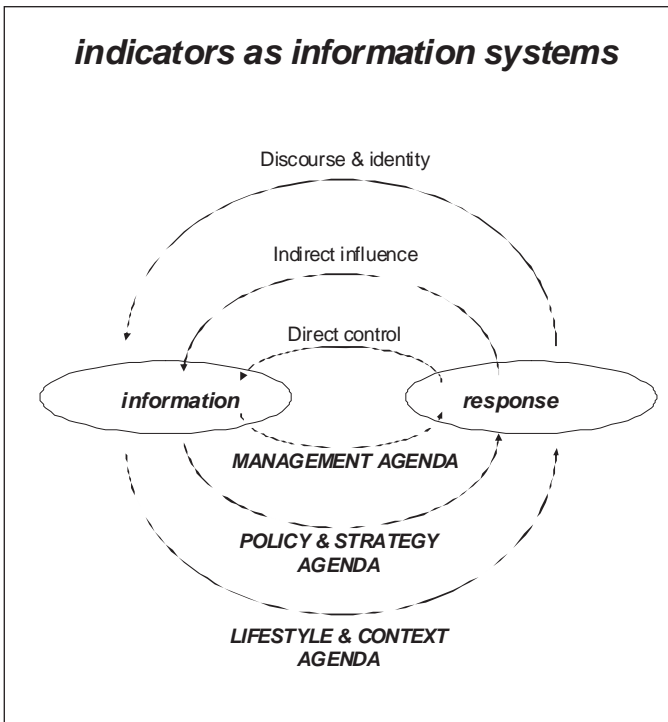 indicators as information systems
Discourse & identity
Indirect influence
Direct control
information
response
MANAGEMENT AGENDA
POLICY & STRATEGY
AGENDA
LIFESTYLE & CONTEXT
AGENDA